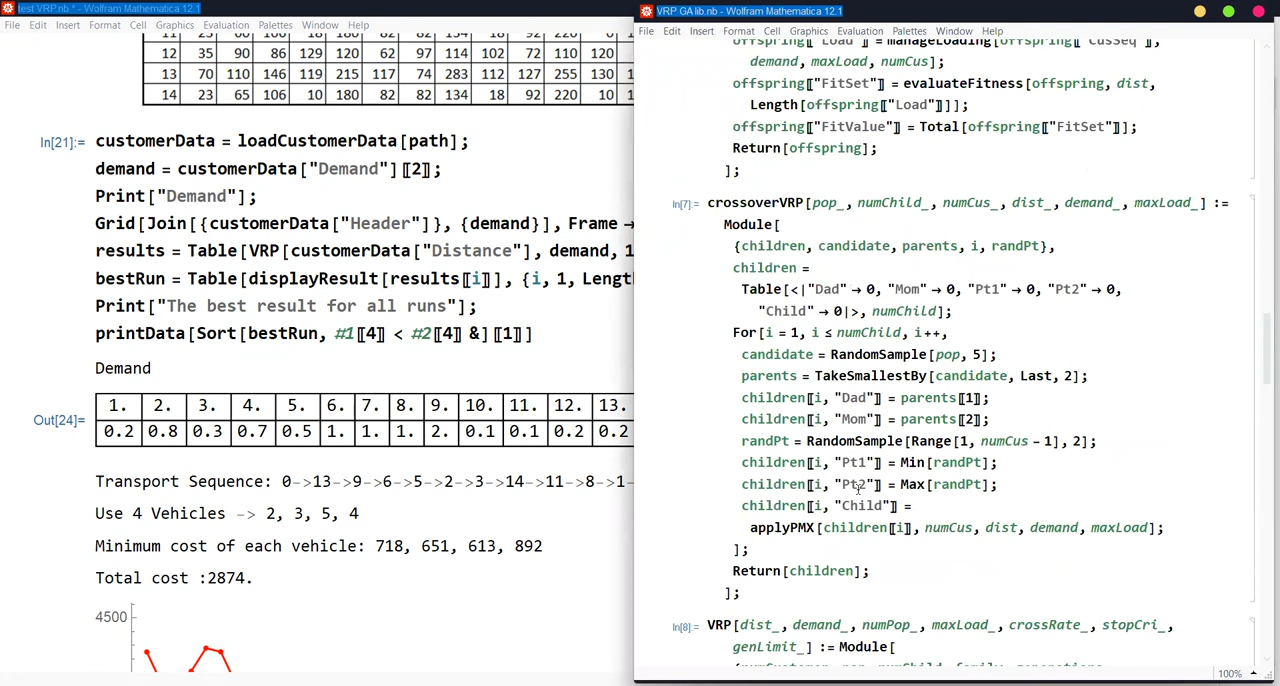 test VRP.nb * - Wolfram Mathematica 12.1
File Edit Insert Format Cell Graphics Evaluation Palettes Window Help
12 35 90 86 129 120 62 97 114 102 72 110 120
13 70 110 146 119 215 117 74 283 112 127 255 130
14 23 65 106 10 180 82 82 134 18 92 220 10
In[21]:= customerData = loadCustomerData[path];
demand = customerData["Demand"]〚2〛;
Print["Demand"];
Grid[Join[{customerData["Header"]}, {demand}], Frame →
results = Table[VRP[customerData["Distance"], demand, 1
bestRun = Table[displayResult[results〚i〛], {i, 1, Lengt
Print["The best result for all runs"];
printData[Sort[bestRun, #1〚4〛 < #2〚4〛 &]〚1〛]
Demand
Out[24]=
1. 2. 3. 4. 5. 6. 7. 8. 9. 10. 11. 12. 13.
0.2 0.8 0.3 0.7 0.5 1. 1. 1. 2. 0.1 0.1 0.2 0.2
Transport Sequence: 0->13->9->6->5->2->3->14->11->8->1-
Use 4 Vehicles -> 2, 3, 5, 4
Minimum cost of each vehicle: 718, 651, 613, 892
Total cost :2874.
4500
VRP GA lib.nb - Wolfram Mathematica 12.1
File Edit Insert Format Cell Graphics Evaluation Palettes Window Help
offspring〚"Load"〛 = manageLoading[offspring〚"CusSeq"〛,
demand, maxLoad, numCus];
offspring〚"FitSet"〛 = evaluateFitness[offspring, dist,
Length[offspring〚"Load"〛]];
offspring〚"FitValue"〛 = Total[offspring〚"FitSet"〛];
Return[offspring];
];
In[7]:= crossoverVRP[pop_, numChild_, numCus_, dist_, demand_, maxLoad_] :=
Module[
{children, candidate, parents, i, randPt},
children =
Table[<|"Dad" → 0, "Mom" → 0, "Pt1" → 0, "Pt2" → 0,
"Child" → 0|>, numChild];
For[i = 1, i ≤ numChild, i++,
candidate = RandomSample[pop, 5];
parents = TakeSmallestBy[candidate, Last, 2];
children〚i, "Dad"〛 = parents〚1〛;
children〚i, "Mom"〛 = parents〚2〛;
randPt = RandomSample[Range[1, numCus - 1], 2];
children〚i, "Pt1"〛 = Min[randPt];
children〚i, "Pt2"〛 = Max[randPt];
children〚i, "Child"〛 =
applyPMX[children〚i〛, numCus, dist, demand, maxLoad];
];
Return[children];
];
In[8]:= VRP[dist_, demand_, numPop_, maxLoad_, crossRate_, stopCri_,
genLimit_] := Module[
100%